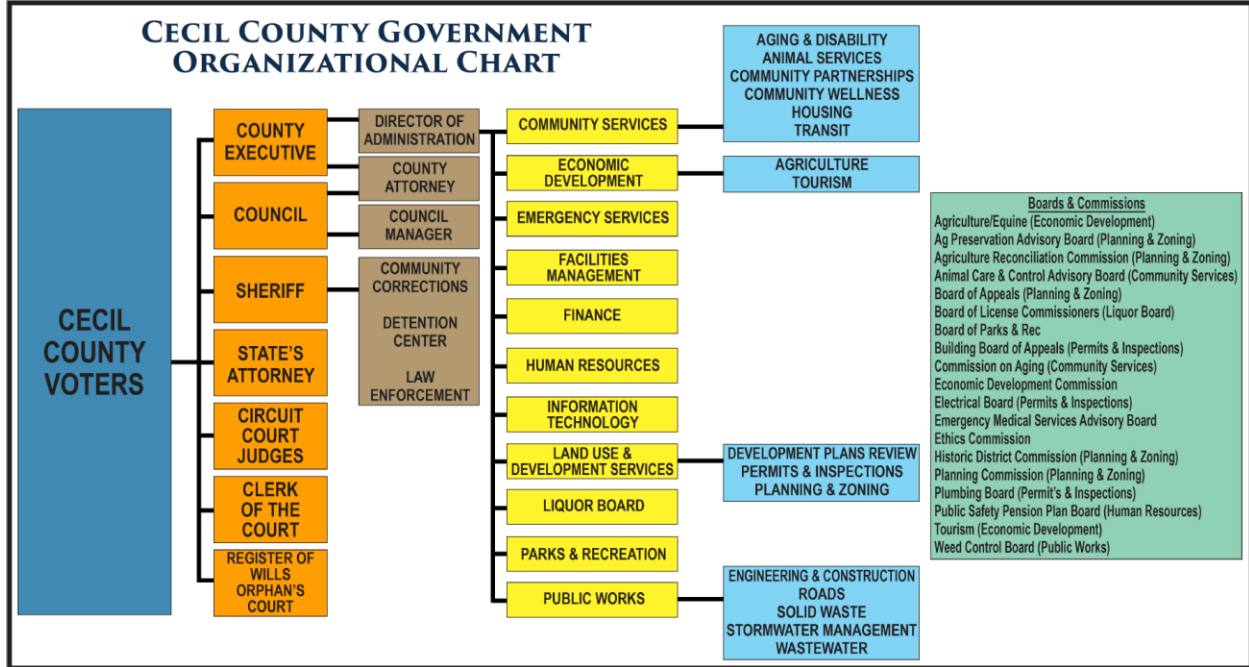 CECIL COUNTY GOVERNMENT
ORGANIZATIONAL CHART
CECIL
COUNTY
VOTERS
COUNTY
EXECUTIVE
COUNCIL
SHERIFF
STATE'S
ATTORNEY
CIRCUIT
COURT
JUDGES
CLERK
OF THE
COURT
REGISTER OF
WILLS
ORPHAN'S
COURT
DIRECTOR OF
ADMINISTRATION
COUNTY
ATTORNEY
COUNCIL
MANAGER
COMMUNITY
CORRECTIONS
DETENTION
CENTER
LAW
ENFORCEMENT
COMMUNITY SERVICES
ECONOMIC
DEVELOPMENT
EMERGENCY SERVICES
FACILITIES
MANAGEMENT
FINANCE
HUMAN RESOURCES
INFORMATION
TECHNOLOGY
LAND USE &
DEVELOPMENT SERVICES
LIQUOR BOARD
PARKS & RECREATION
PUBLIC WORKS
AGING & DISABILITY
ANIMAL SERVICES
COMMUNITY PARTNERSHIPS
COMMUNITY WELLNESS
HOUSING
TRANSIT
AGRICULTURE
TOURISM
DEVELOPMENT PLANS REVIEW
PERMITS & INSPECTIONS
PLANNING & ZONING
ENGINEERING & CONSTRUCTION
ROADS
SOLID WASTE
STORMWATER MANAGEMENT
WASTEWATER
Boards & Commissions
Agriculture/Equine (Economic Development)
Ag Preservation Advisory Board (Planning & Zoning)
Agriculture Reconciliation Commission (Planning & Zoning)
Animal Care & Control Advisory Board (Community Services)
Board of Appeals (Planning & Zoning)
Board of License Commissioners (Liquor Board)
Board of Parks & Rec
Building Board of Appeals (Permits & Inspections)
Commission on Aging (Community Services)
Economic Development Commission
Electrical Board (Permits & Inspections)
Emergency Medical Services Advisory Board
Ethics Commission
Historic District Commission (Planning & Zoning)
Planning Commission (Planning & Zoning)
Plumbing Board (Permit's & Inspections)
Public Safety Pension Plan Board (Human Resources)
Tourism (Economic Development)
Weed Control Board (Public Works)